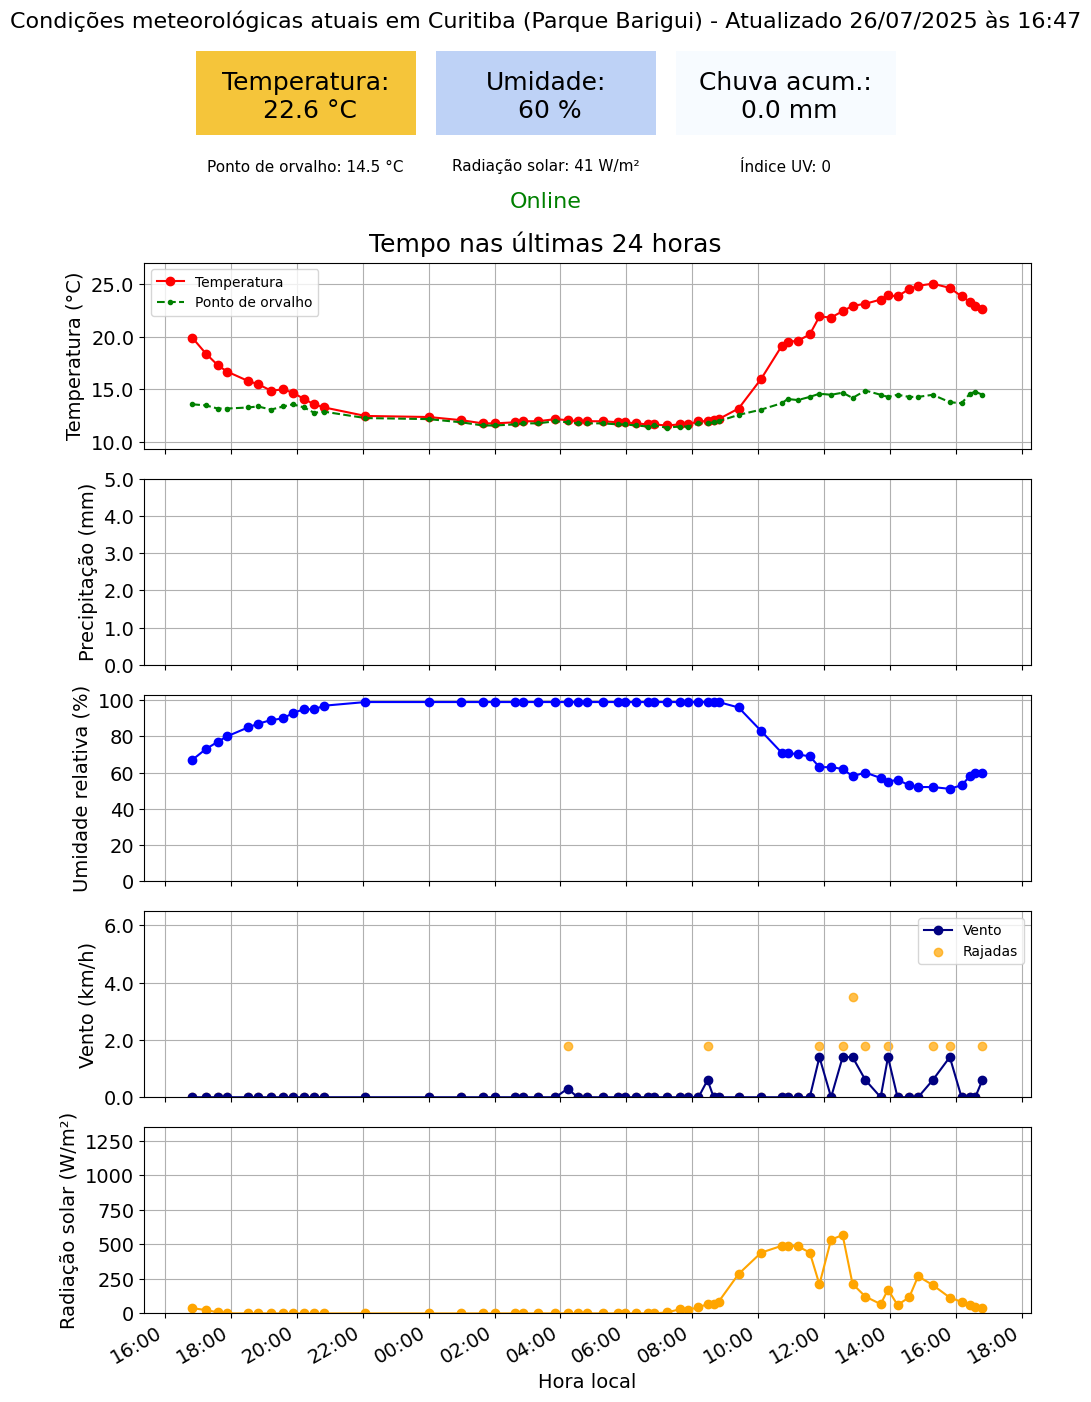 Condições meteorológicas atuais em Curitiba (Parque Barigui) - Atualizado 26/07/2025 às 16:47
Temperatura:
22.6 °C
Umidade:
60 %
Chuva acum.:
0.0 mm
Ponto de orvalho: 14.5 °C
Radiação solar: 41 W/m²
Índice UV: 0
Online
Tempo nas últimas 24 horas
Temperatura (°C)
25.0
20.0
15.0
10.0
Temperatura
Ponto de orvalho
Precipitação (mm)
5.0
4.0
3.0
2.0
1.0
0.0
Umidade relativa (%)
100
80
60
40
20
0
Vento (km/h)
6.0
4.0
2.0
0.0
Vento
Rajadas
Radiação solar (W/m²)
1250
1000
750
500
250
0
16:00
18:00
20:00
22:00
00:00
02:00
04:00
06:00
08:00
10:00
12:00
14:00
16:00
18:00
Hora local